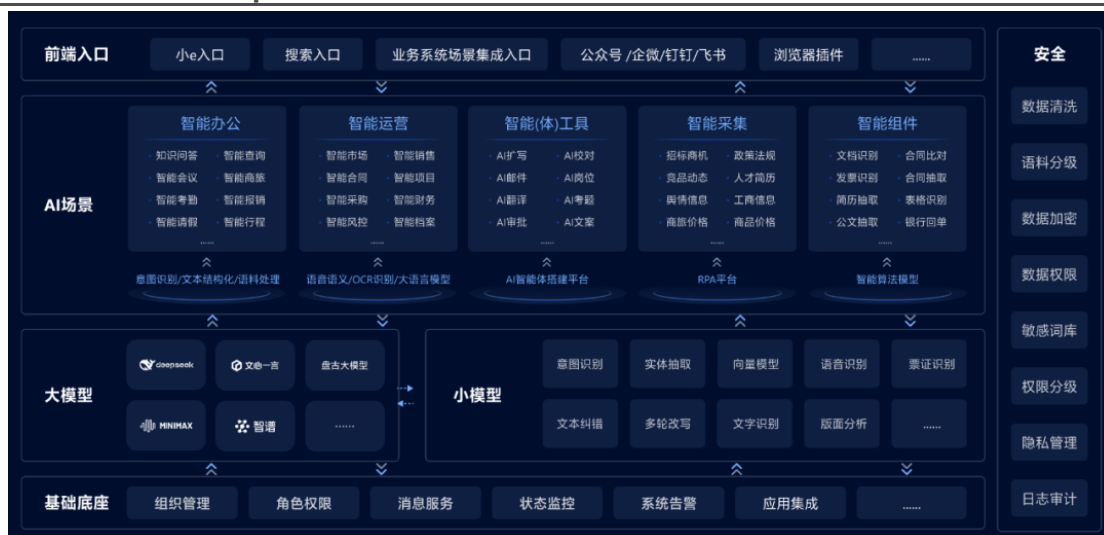 前端入口
小e入口
搜索入口
业务系统场景集成入口
公众号 /企微/钉钉/飞书
浏览器插件
......
AI场景
智能办公
· 知识问答 · 智能查询
· 智能会议 · 智能商旅
· 智能考勤 · 智能报销
· 智能请假 · 智能行程
......
意图识别/文本结构化/语料处理
智能运营
· 智能市场 · 智能销售
· 智能合同 · 智能项目
· 智能采购 · 智能财务
· 智能风控 · 智能档案
......
语音语义/OCR识别/大语言模型
智能(体)工具
· AI扩写 · AI校对
· AI邮件 · AI岗位
· AI翻译 · AI考题
· AI审批 · AI文案
......
AI智能体搭建平台
智能采集
· 招标商机 · 政策法规
· 竞品动态 · 人才简历
· 舆情信息 · 工商信息
· 商旅价格 · 商品价格
......
RPA平台
智能组件
· 文档识别 · 合同比对
· 发票识别 · 合同抽取
· 简历抽取 · 表格识别
· 公文抽取 · 银行回单
......
智能算法模型
大模型
deepseek
文心一言
盘古大模型
MINIMAX
智谱
......
小模型
意图识别
实体抽取
向量模型
语音识别
票证识别
文本纠错
多轮改写
文字识别
版面分析
......
基础底座
组织管理
角色权限
消息服务
状态监控
系统告警
应用集成
......
安全
数据清洗
语料分级
数据加密
数据权限
敏感词库
权限分级
隐私管理
日志审计